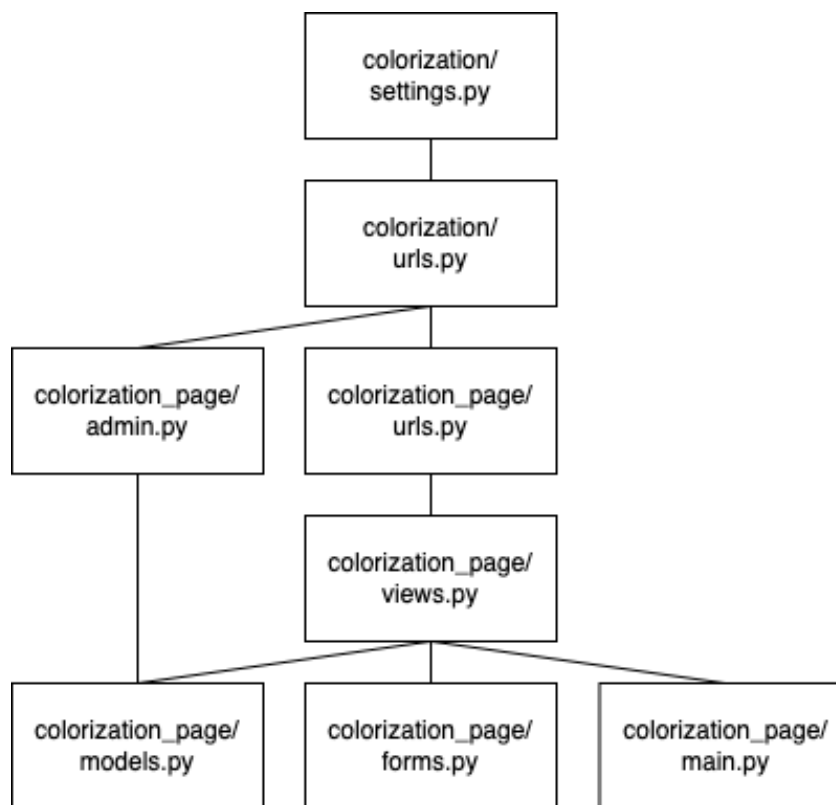 colorization/
settings.py
colorization/
urls.py
colorization_page/
admin.py
colorization_page/
urls.py
colorization_page/
views.py
colorization_page/
models.py
colorization_page/
forms.py
colorization_page/
main.py